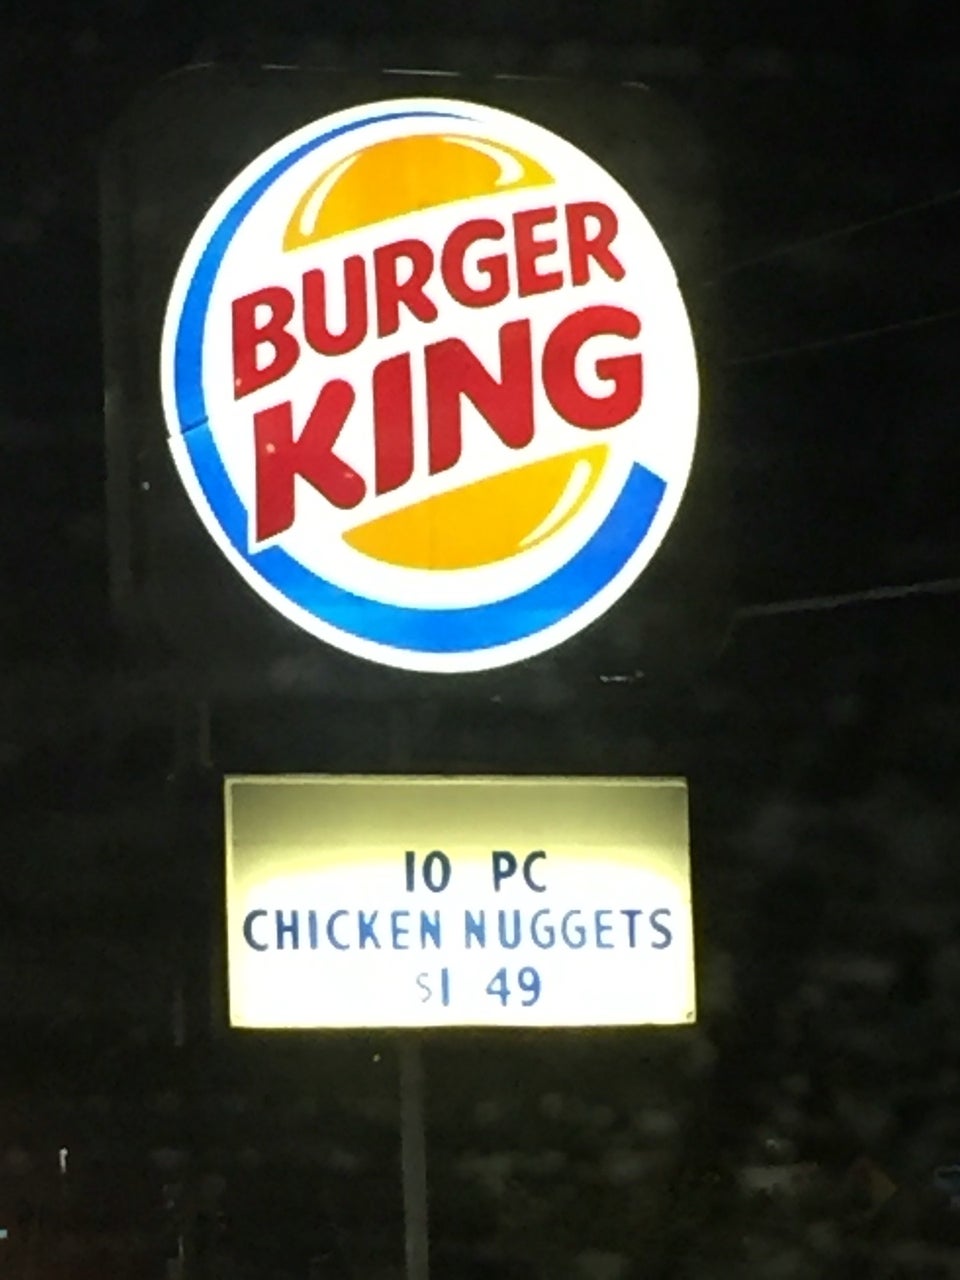 BURGER
KING
10 PC
CHICKEN NUGGETS
$1 49